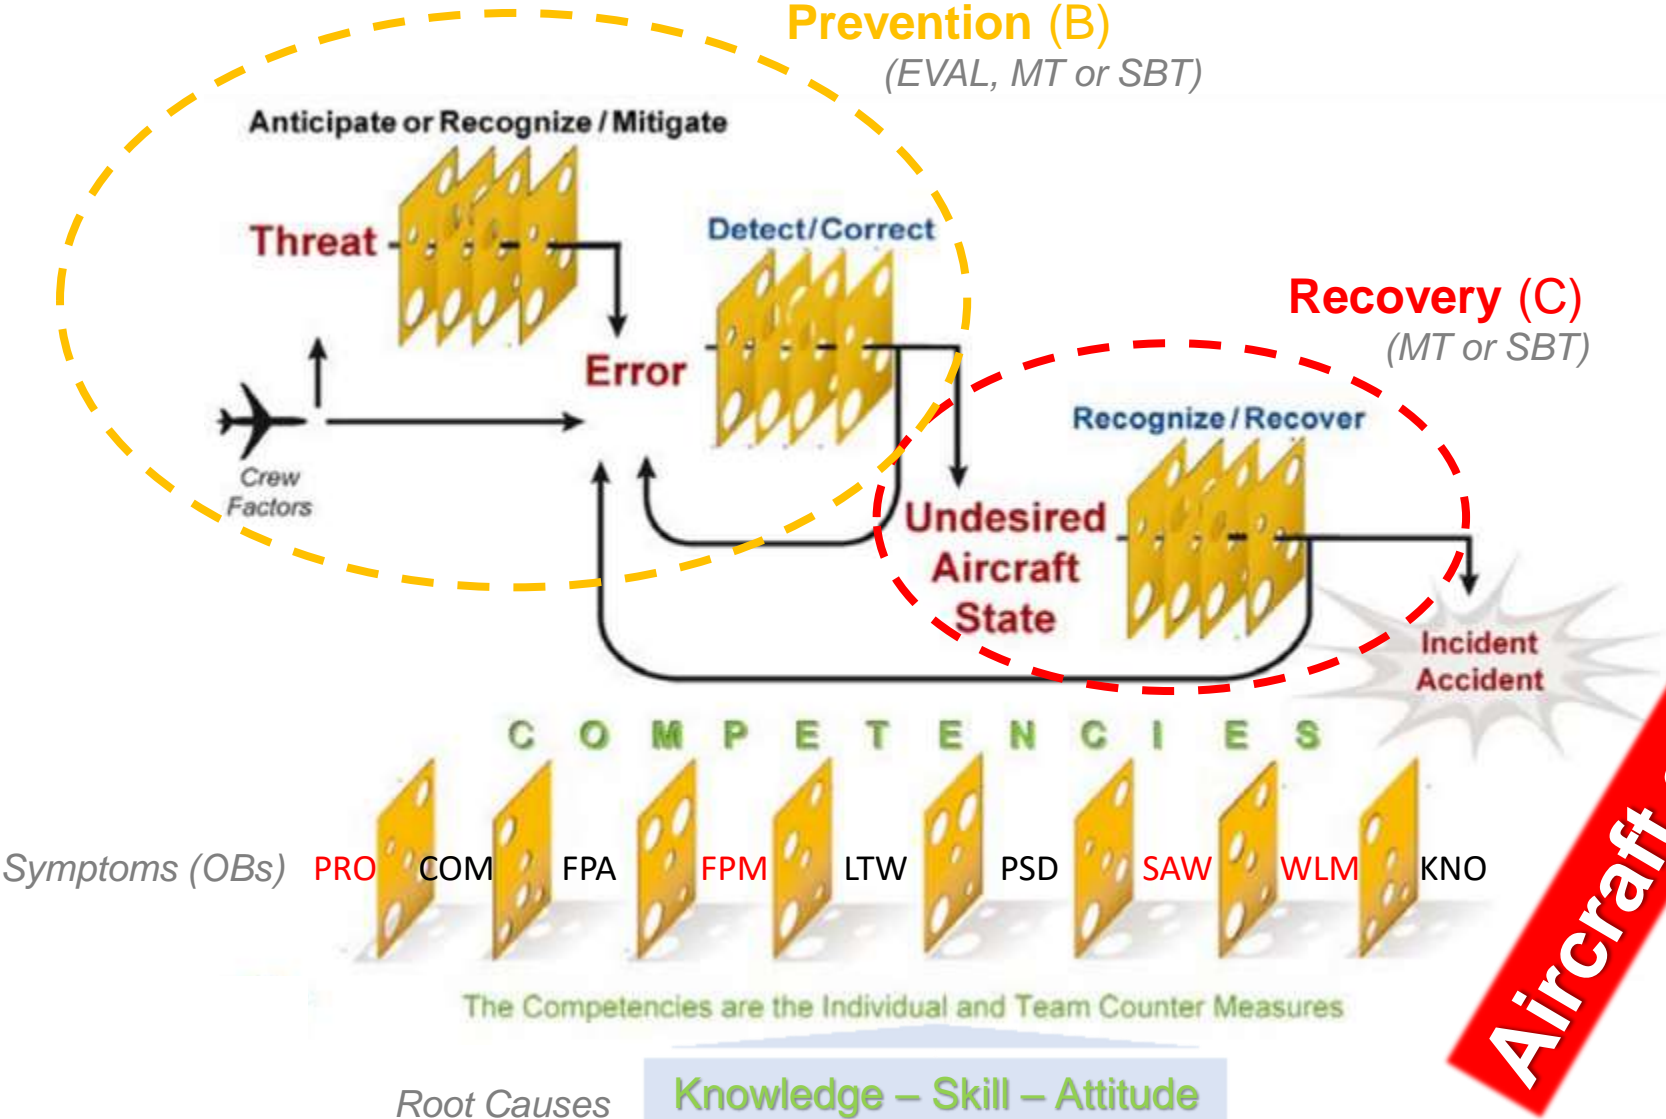 Prevention (B)
(EVAL, MT or SBT)
Anticipate or Recognize / Mitigate
Threat
Detect/Correct
Recovery (C)
(MT or SBT)
Error
Recognize / Recover
Crew
Factors
Undesired
Aircraft
State
Incident
Accident
C O M P E T E N C I E S
Symptoms (OBs) PRO COM FPA FPM LTW PSD SAW WLM KNO
The Competencies are the Individual and Team Counter Measures
Root Causes Knowledge – Skill – Attitude
Aircraft